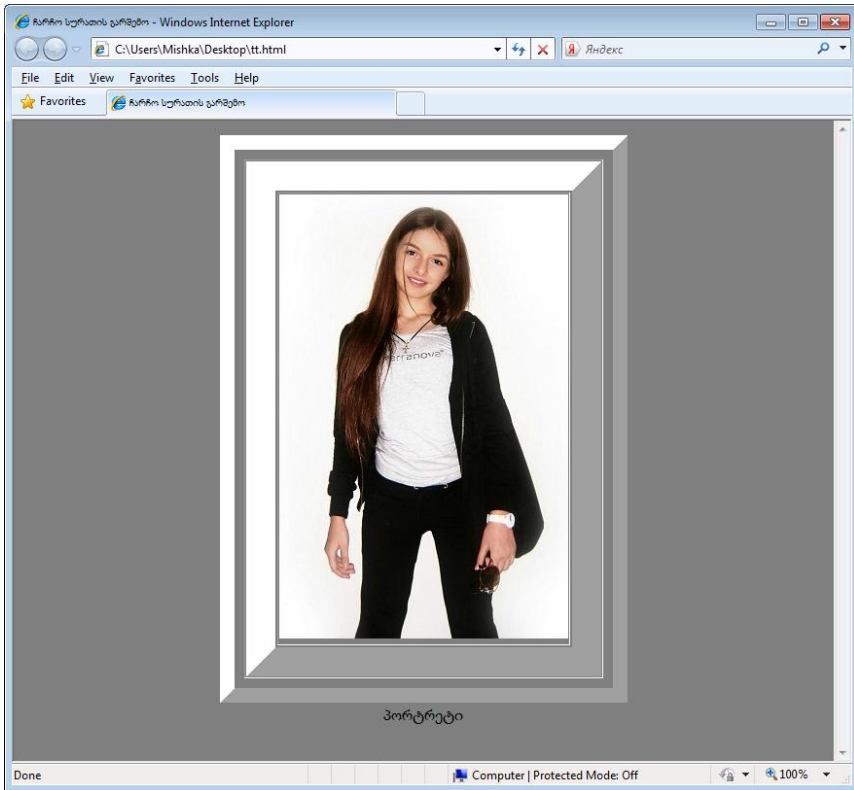 ჩარჩო სურათის გარშემო - Windows Internet Explorer
C:\Users\Mishka\Desktop\tt.html
Яндекс
File Edit View Favorites Tools Help
Favorites
ჩარჩო სურათის გარშემო
პორტრეტი
Done
Computer | Protected Mode: Off
100%